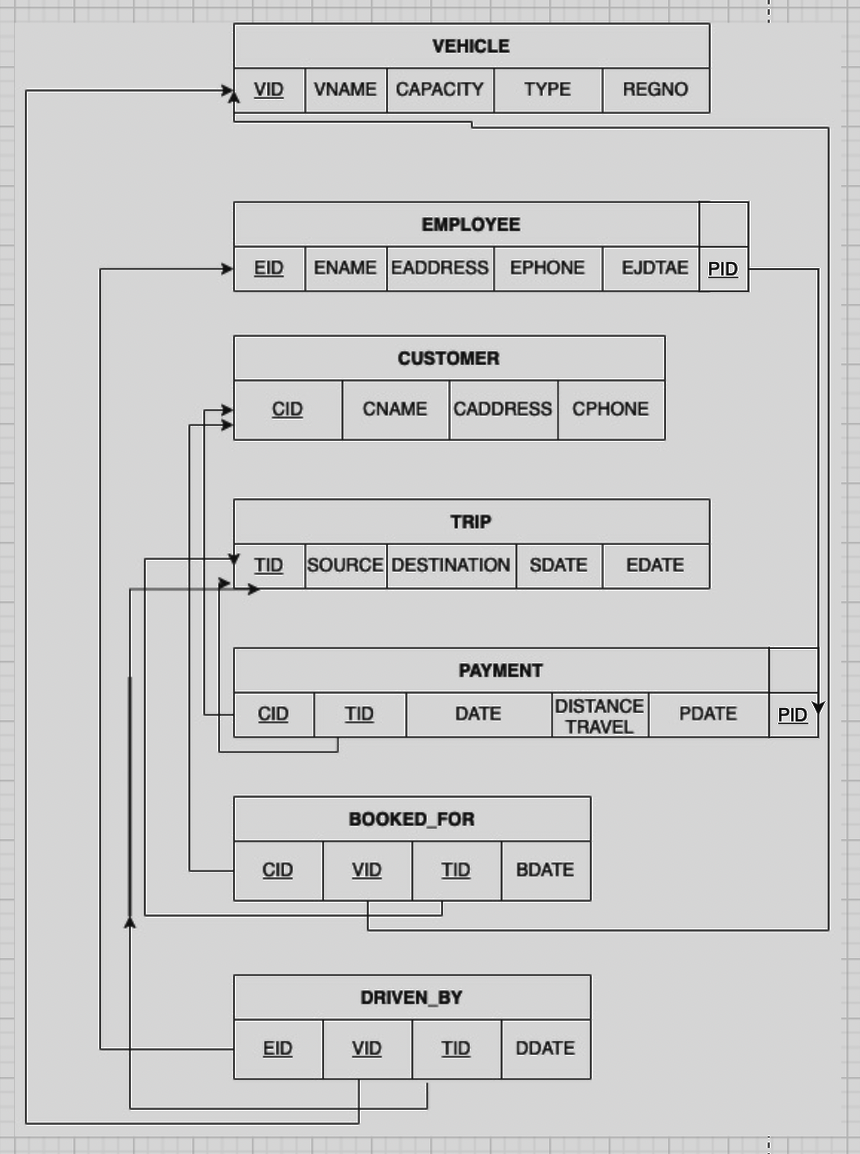 VEHICLE
VID VNAME CAPACITY TYPE REGNO
EMPLOYEE
EID ENAME EADDRESS EPHONE EJDTAE PID
CUSTOMER
CID CNAME CADDRESS CPHONE
TRIP
TID SOURCE DESTINATION SDATE EDATE
PAYMENT
CID TID DATE DISTANCE TRAVEL PDATE PID
BOOKED_FOR
CID VID TID BDATE
DRIVEN_BY
EID VID TID DDATE